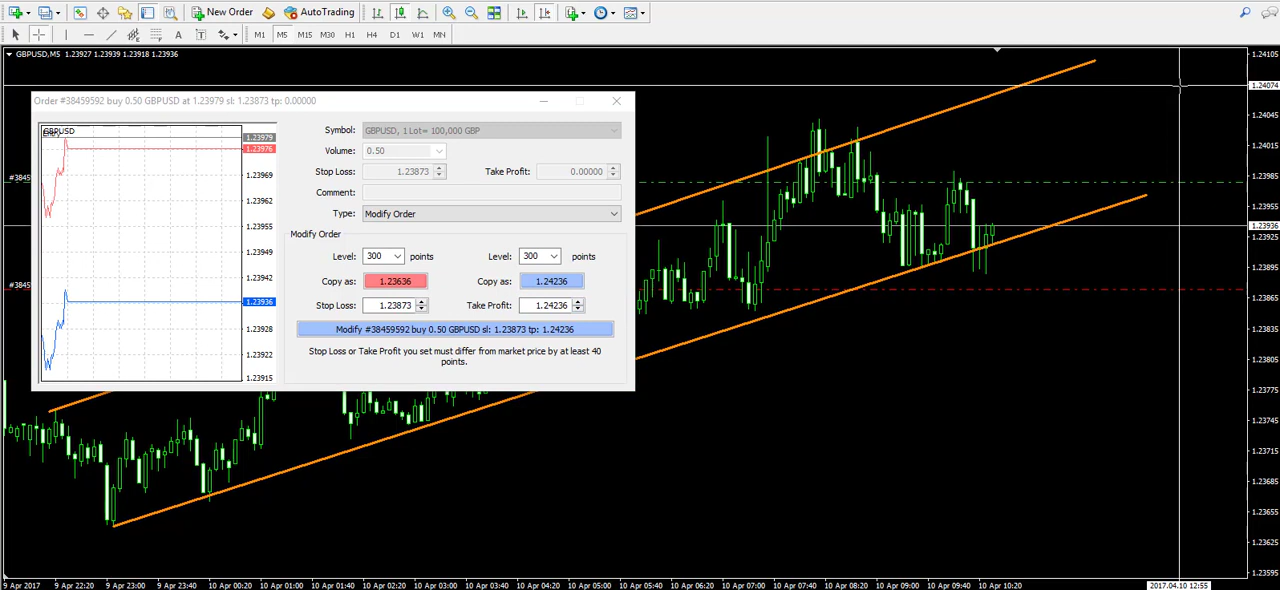 New Order AutoTrading
A T M1 M5 M15 M30 H1 H4 D1 W1 MN
GBPUSD,M5 1.23927 1.23939 1.23918 1.23936
Order #38459592 buy 0.50 GBPUSD at 1.23979 sl: 1.23873 tp: 0.00000
GBPUSD
1.23979
1.23976
1.23969
1.23962
1.23955
1.23949
1.23942
1.23936
1.23928
1.23922
1.23915
Symbol: GBPUSD, 1 Lot= 100,000 GBP
Volume: 0.50
Stop Loss: 1.23873 Take Profit: 0.00000
Comment:
Type: Modify Order
Modify Order
Level: 300 points Level: 300 points
Copy as: 1.23636 Copy as: 1.24236
Stop Loss: 1.23873 Take Profit: 1.24236
Modify #38459592 buy 0.50 GBPUSD sl: 1.23873 tp: 1.24236
Stop Loss or Take Profit you set must differ from market price by at least 40
points.
#3845
#3845
1.24105
1.24074
1.24045
1.24015
1.23985
1.23955
1.23936
1.23925
1.23895
1.23865
1.23835
1.23805
1.23775
1.23745
1.23715
1.23685
1.23655
1.23625
1.23595
9 Apr 2017 9 Apr 22:20 9 Apr 23:00 9 Apr 23:40 10 Apr 00:20 10 Apr 01:00 10 Apr 01:40 10 Apr 02:20 10 Apr 03:00 10 Apr 03:40 10 Apr 04:20 10 Apr 05:00 10 Apr 05:40 10 Apr 06:20 10 Apr 07:00 10 Apr 07:40 10 Apr 08:20 10 Apr 09:00 10 Apr 09:40 10 Apr 10:20 2017.04.10 12:55